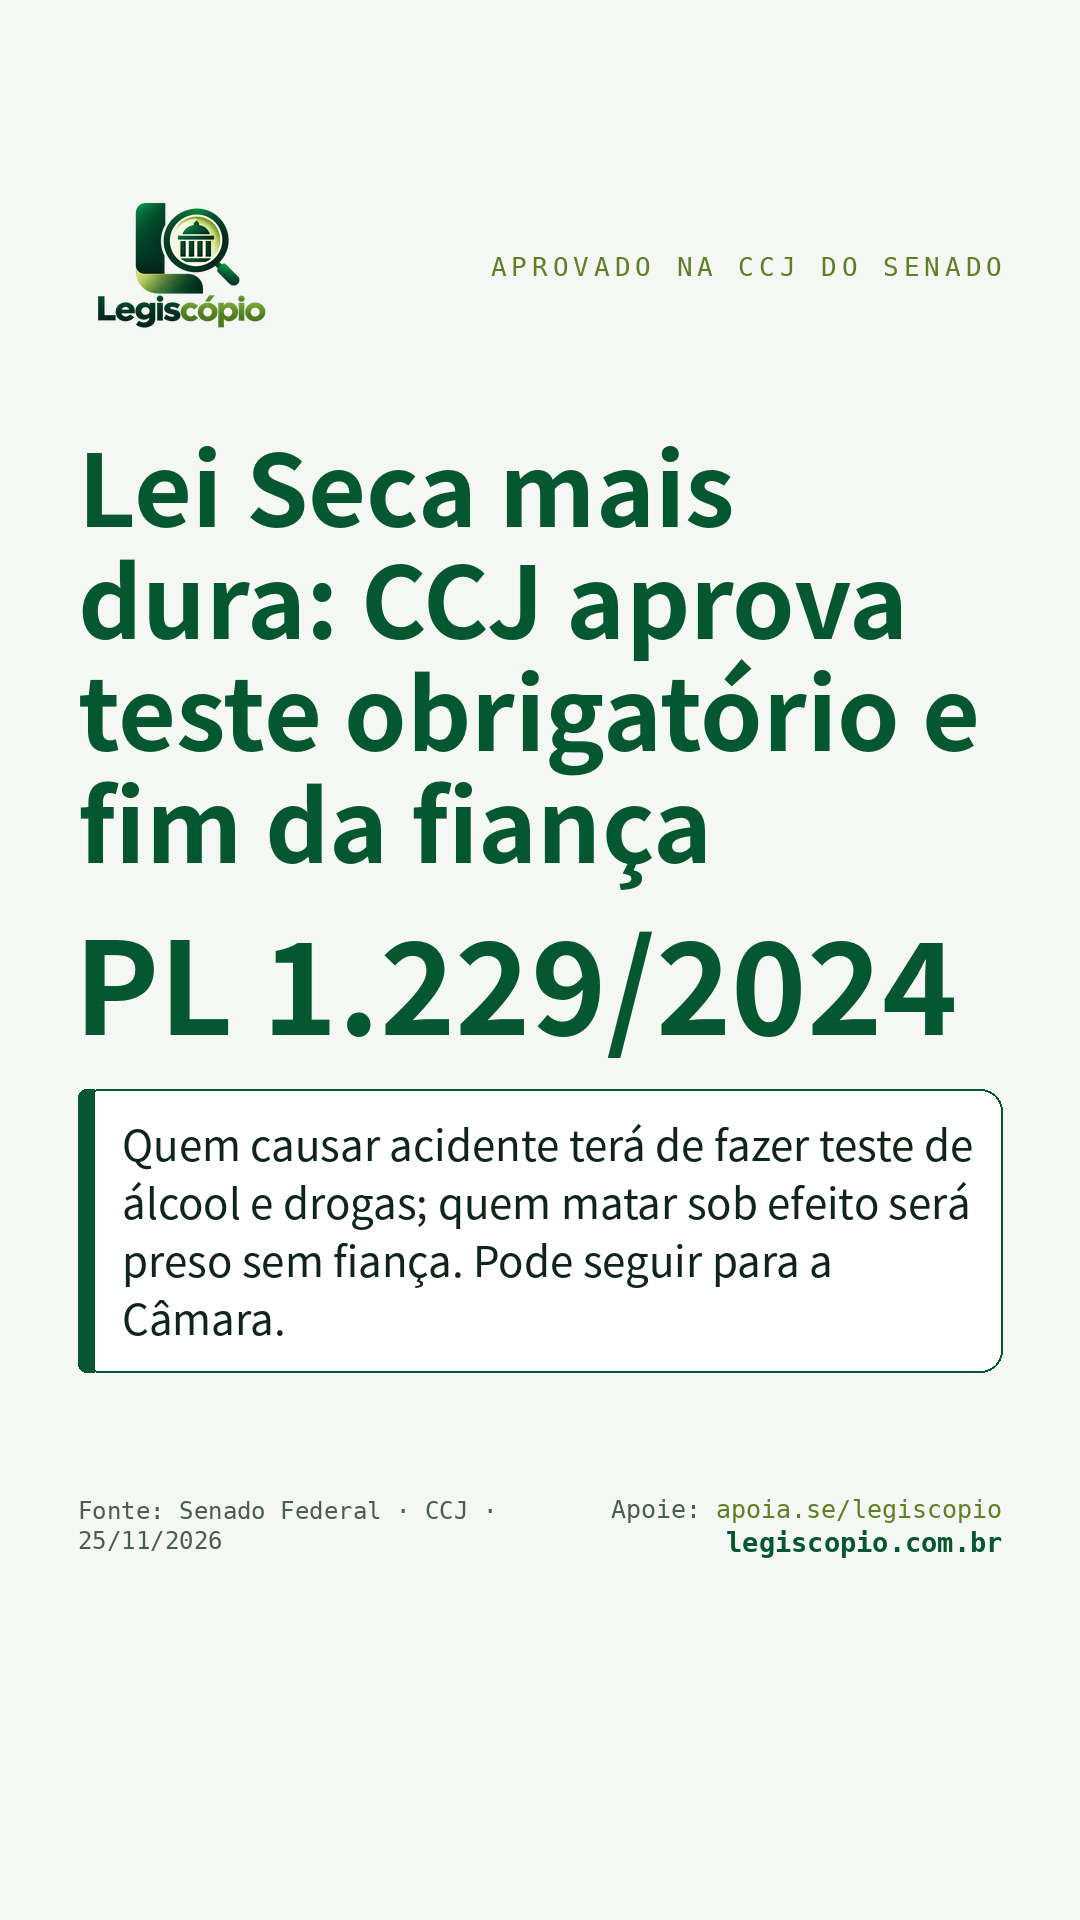 Legiscópio
APROVADO NA CCJ DO SENADO
Lei Seca mais
dura: CCJ aprova
teste obrigatório e
fim da fiança
PL 1.229/2024
Quem causar acidente terá de fazer teste de
álcool e drogas; quem matar sob efeito será
preso sem fiança. Pode seguir para a
Câmara.
Fonte: Senado Federal · CCJ ·
25/11/2026
Apoie: apoia.se/legiscopio
legiscopio.com.br